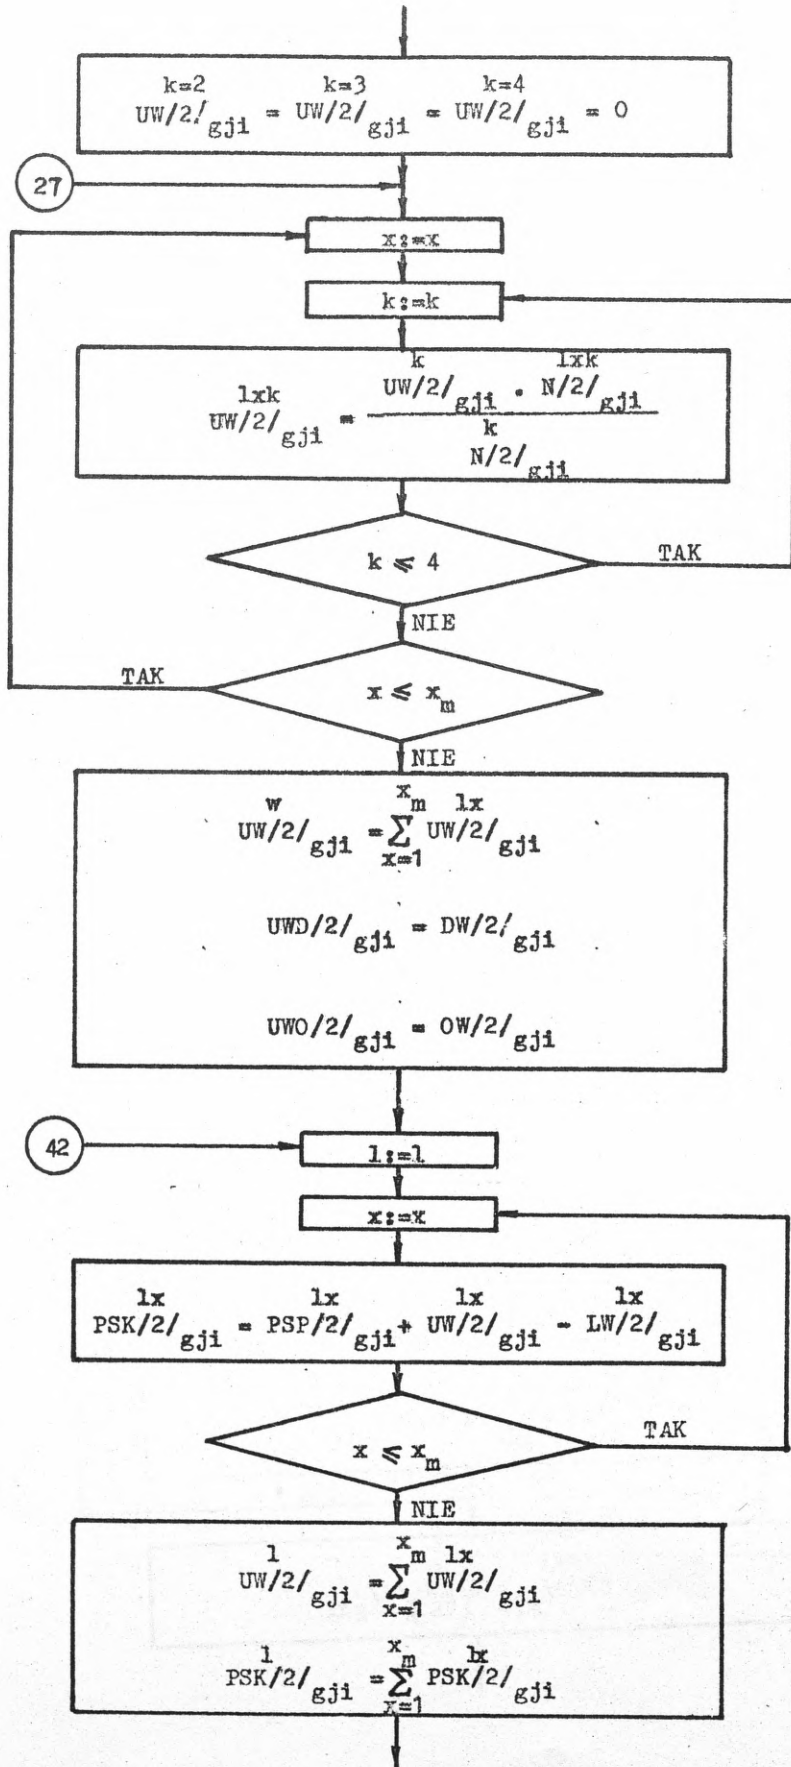 k=2 k=3 k=4
UW/2/gji = UW/2/gji = UW/2/gji = 0
27
x:=x
k:=k
k lxk
UW/2/gji . N/2/gji
lxk
UW/2/gji =
k
N/2/gji
k ≤ 4
TAK
NIE
TAK
x ≤ xm
NIE
w xm lx
UW/2/gji = ∑ UW/2/gji
x=1
UWD/2/gji = DW/2/gji
UWO/2/gji = OW/2/gji
42
l:=l
x:=x
lx lx lx lx
PSK/2/gji = PSP/2/gji + UW/2/gji - LW/2/gji
TAK
x ≤ xm
NIE
l xm lx
UW/2/gji = ∑ UW/2/gji
x=1
l xm lx
PSK/2/gji = ∑ PSK/2/gji
x=1